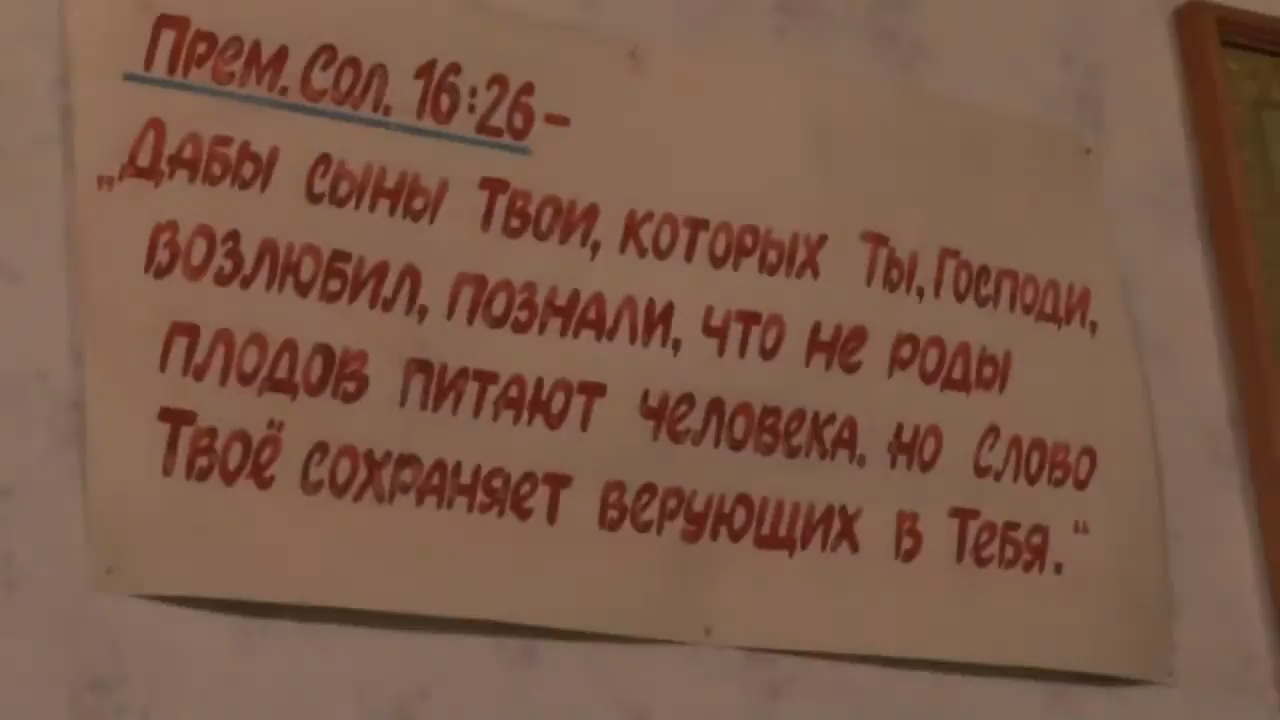 Прем. Сол. 16:26-
„Дабы сыны Твои, которых Ты, Господи,
возлюбил, познали, что не роды
плодов питают человека. но слово
Твоё сохраняет верующих в Тебя.“